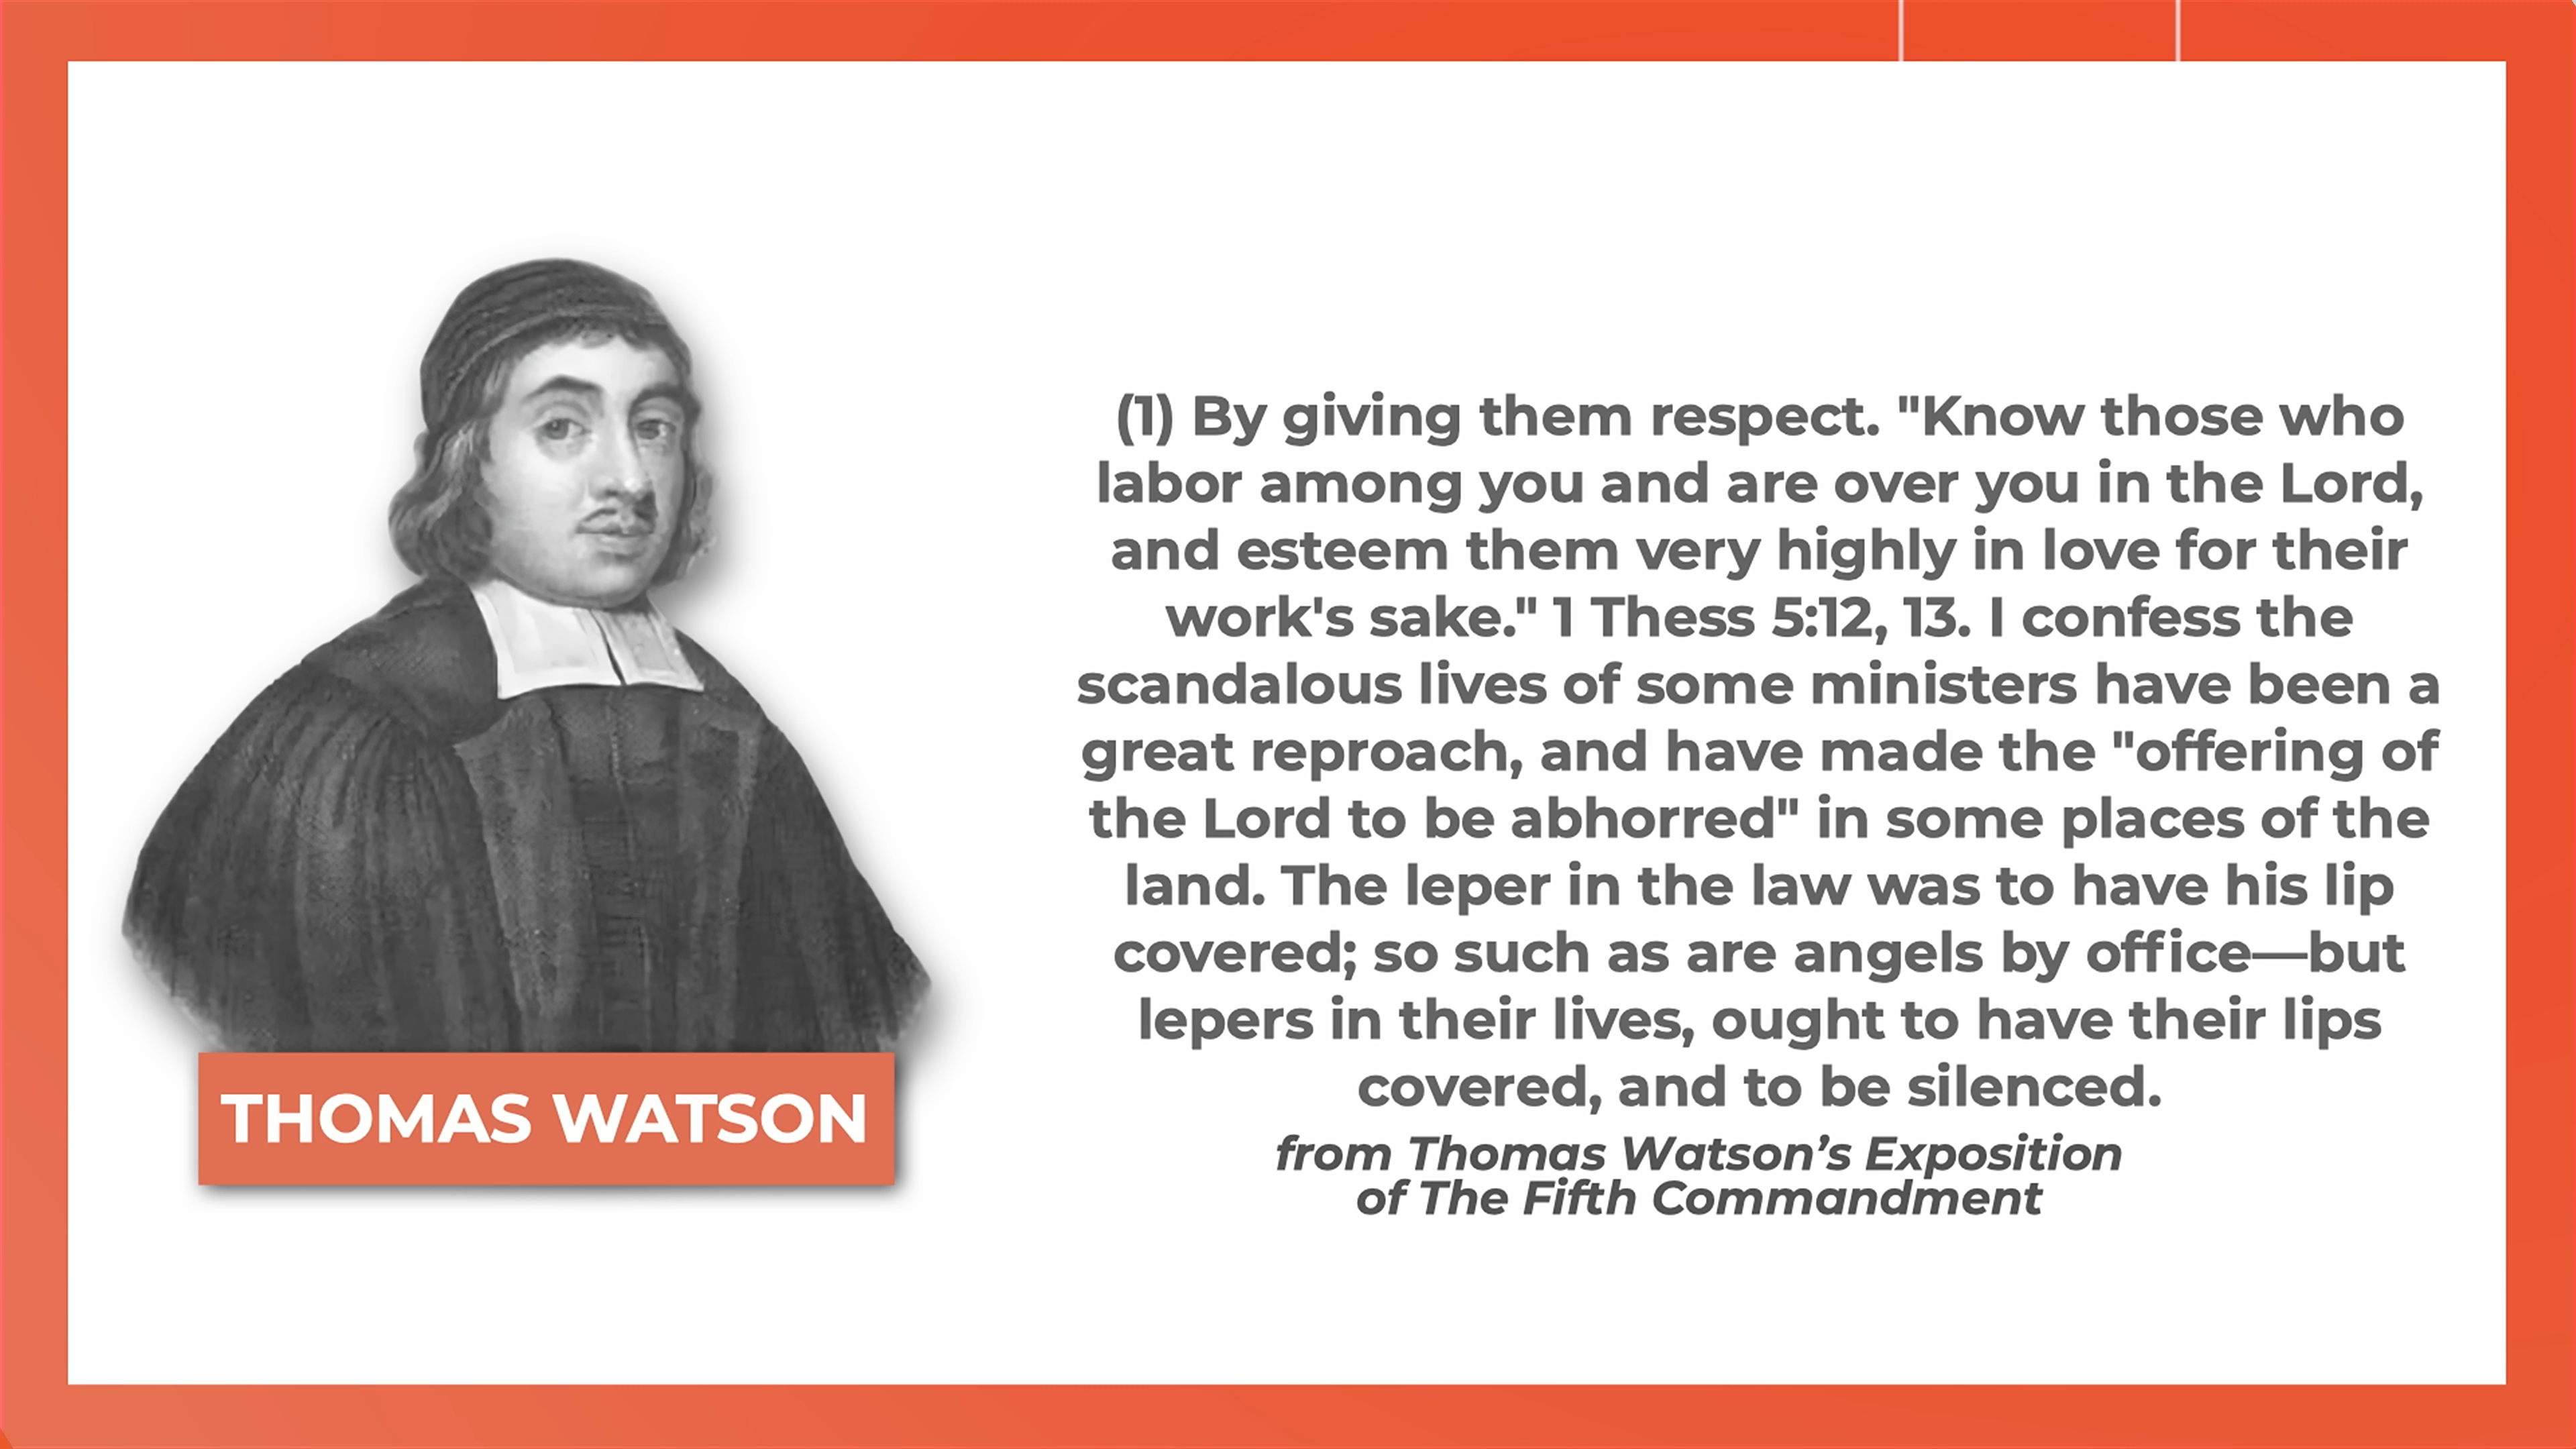 (1) By giving them respect. "Know those who
labor among you and are over you in the Lord,
and esteem them very highly in love for their
work's sake." 1 Thess 5:12, 13. I confess the
scandalous lives of some ministers have been a
great reproach, and have made the "offering of
the Lord to be abhorred" in some places of the
land. The leper in the law was to have his lip
covered; so such as are angels by office—but
lepers in their lives, ought to have their lips
covered, and to be silenced.
from Thomas Watson’s Exposition
of The Fifth Commandment
THOMAS WATSON